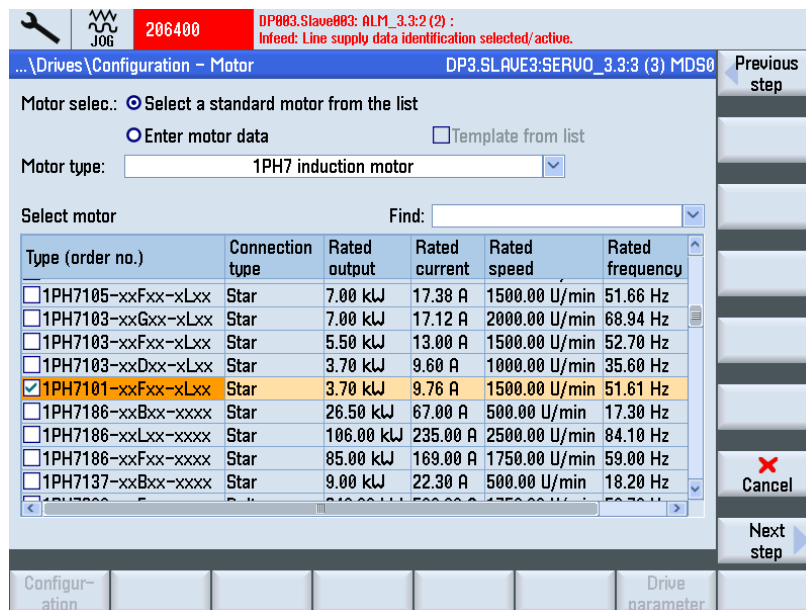 JOG
206400
DP003.Slave003: ALM_3.3:2 (2) :
Infeed: Line supply data identification selected/active.
...\Drives\Configuration - Motor DP3.SLAVE3:SERVO_3.3:3 (3) MDS0
Previous step
Motor selec.: Select a standard motor from the list
Enter motor data Template from list
Motor type: 1PH7 induction motor
Select motor Find:
Type (order no.) Connection type Rated output Rated current Rated speed Rated frequency
1PH7105-xxFxx-xLxx Star 7.00 kW 17.38 A 1500.00 U/min 51.66 Hz
1PH7103-xxGxx-xLxx Star 7.00 kW 17.12 A 2000.00 U/min 68.94 Hz
1PH7103-xxFxx-xLxx Star 5.50 kW 13.00 A 1500.00 U/min 52.70 Hz
1PH7103-xxDxx-xLxx Star 3.70 kW 9.60 A 1000.00 U/min 35.60 Hz
1PH7101-xxFxx-xLxx Star 3.70 kW 9.76 A 1500.00 U/min 51.61 Hz
1PH7186-xxBxx-xxxx Star 26.50 kW 67.00 A 500.00 U/min 17.30 Hz
1PH7186-xxLxx-xxxx Star 106.00 kW 235.00 A 2500.00 U/min 84.10 Hz
1PH7186-xxFxx-xxxx Star 85.00 kW 169.00 A 1750.00 U/min 59.00 Hz
1PH7137-xxBxx-xxxx Star 9.00 kW 22.30 A 500.00 U/min 18.20 Hz
Cancel
Next step
Configur-
ation
Drive
parameter